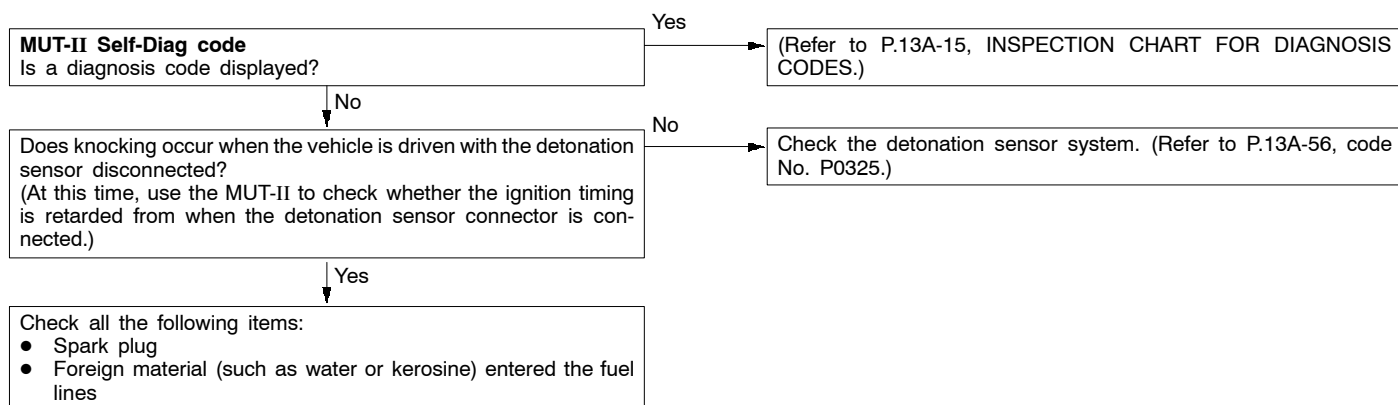 MUT-II Self-Diag code
Is a diagnosis code displayed?
Yes
(Refer to P.13A-15, INSPECTION CHART FOR DIAGNOSIS
CODES.)
No
Does knocking occur when the vehicle is driven with the detonation
sensor disconnected?
(At this time, use the MUT-II to check whether the ignition timing
is retarded from when the detonation sensor connector is con-
nected.)
No
Check the detonation sensor system. (Refer to P.13A-56, code
No. P0325.)
Yes
Check all the following items:
● Spark plug
● Foreign material (such as water or kerosine) entered the fuel
lines